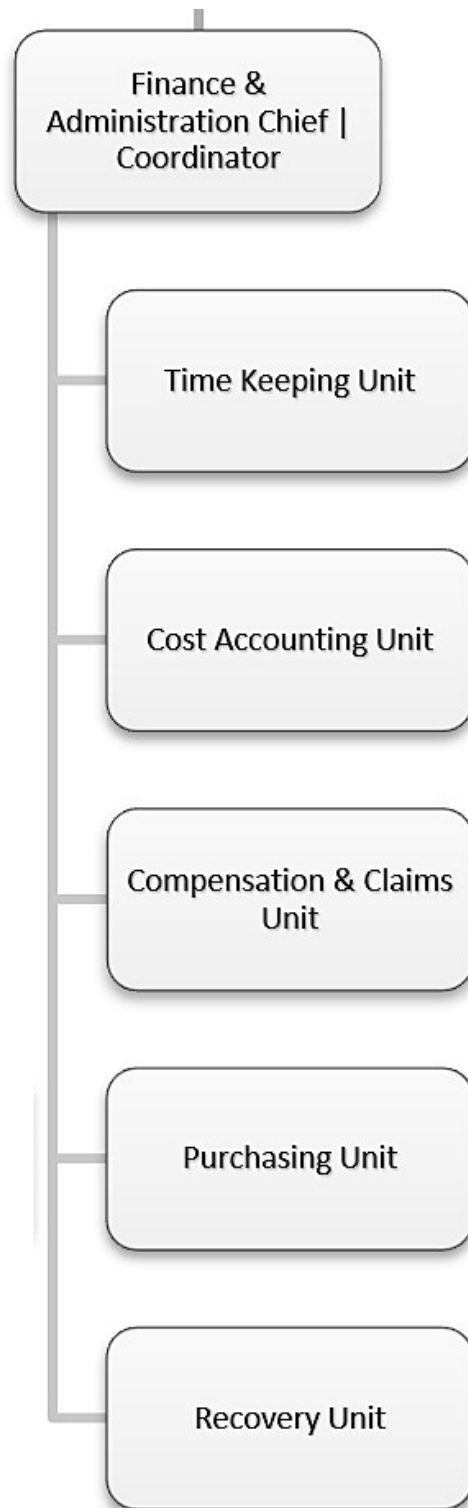 Finance &
Administration Chief |
Coordinator
Time Keeping Unit
Cost Accounting Unit
Compensation & Claims
Unit
Purchasing Unit
Recovery Unit